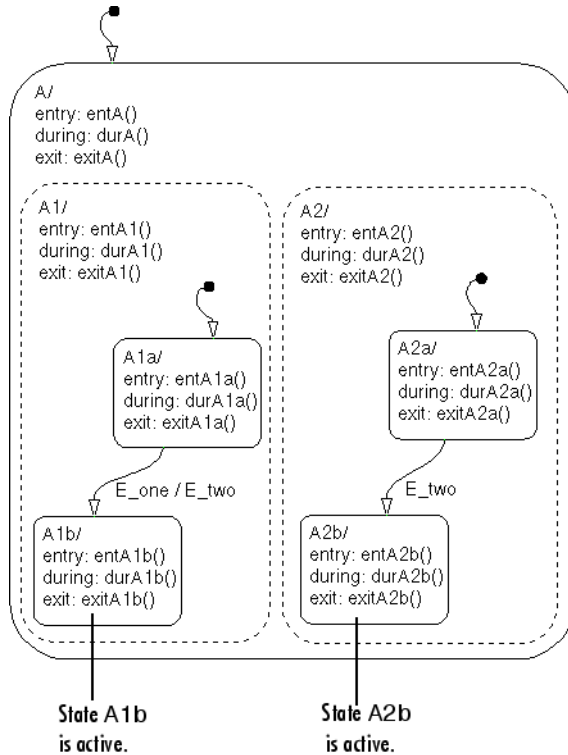 A/
entry: entA()
during: durA()
exit: exitA()
A1/
entry: entA1()
during: durA1()
exit: exitA1()
A2/
entry: entA2()
during: durA2()
exit: exitA2()
A1a/
entry: entA1a()
during: durA1a()
exit: exitA1a()
A2a/
entry: entA2a()
during: durA2a()
exit: exitA2a()
E_one / E_two
E_two
A1b/
entry: entA1b()
during: durA1b()
exit: exitA1b()
A2b/
entry: entA2b()
during: durA2b()
exit: exitA2b()
State A1b
is active.
State A2b
is active.